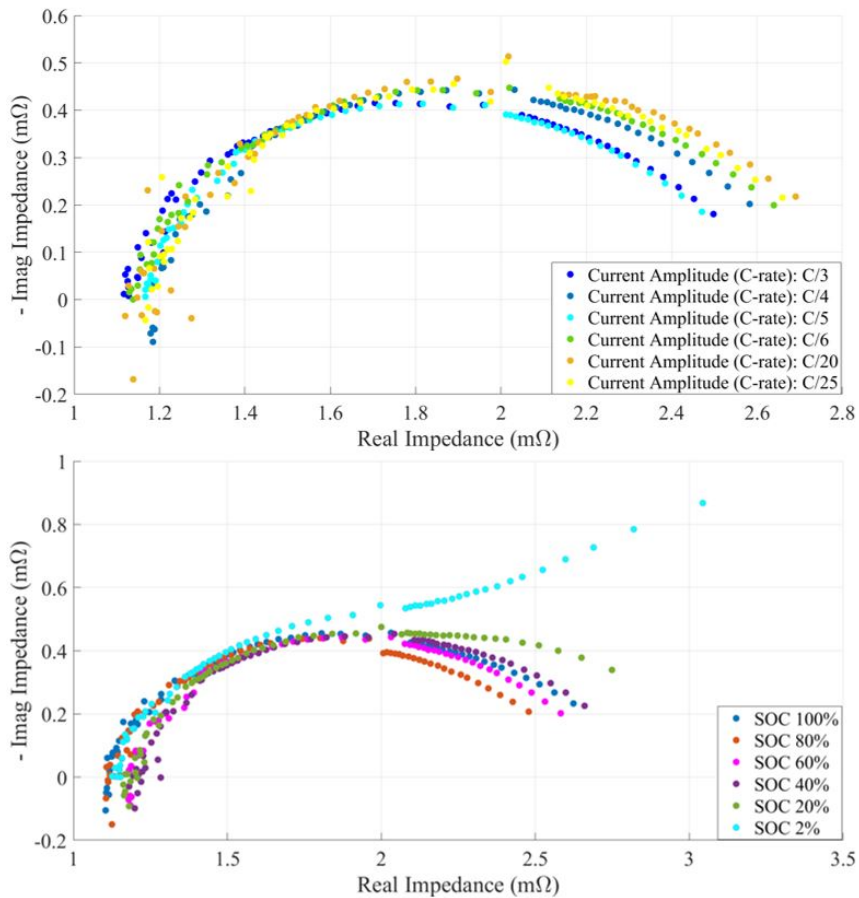 0.6
0.5
0.4
0.3
0.2
0.1
0
-0.1
-0.2
- Imag Impedance (mΩ)
Current Amplitude (C-rate): C/3
Current Amplitude (C-rate): C/4
Current Amplitude (C-rate): C/5
Current Amplitude (C-rate): C/6
Current Amplitude (C-rate): C/20
Current Amplitude (C-rate): C/25
1 1.2 1.4 1.6 1.8 2 2.2 2.4 2.6 2.8
Real Impedance (mΩ)
1
0.8
0.6
0.4
0.2
0
-0.2
- Imag Impedance (mΩ)
SOC 100%
SOC 80%
SOC 60%
SOC 40%
SOC 20%
SOC 2%
1 1.5 2 2.5 3 3.5
Real Impedance (mΩ)